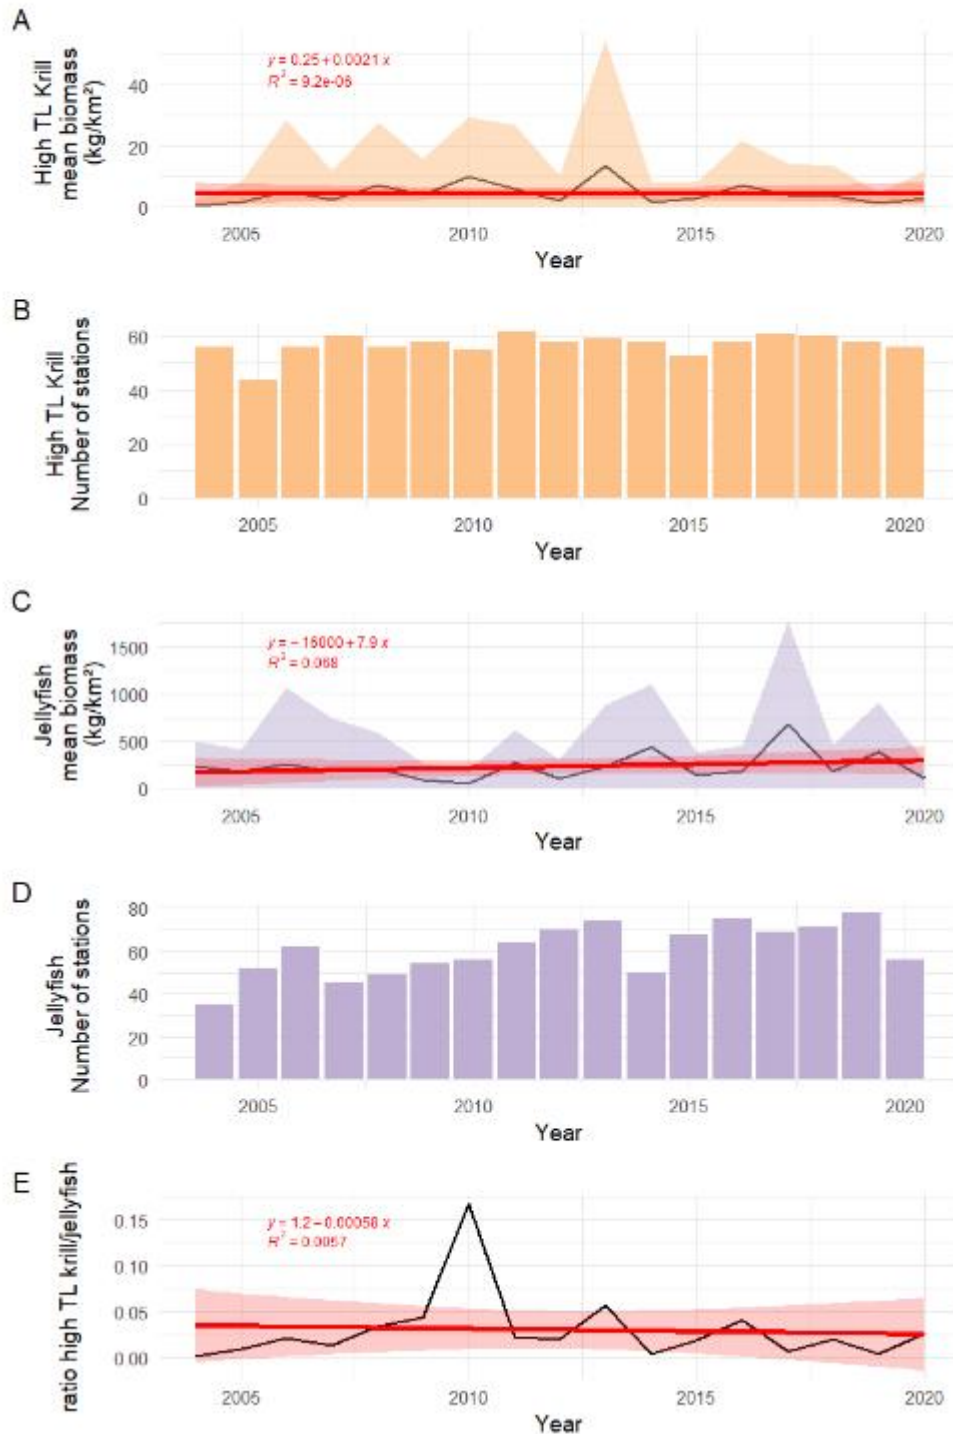 A
High TL Krill
mean biomass
(kg/km²)
40
20
0
y = 0.25 + 0.0021 x
R² = 9.2e-06
2005 2010 2015 2020
Year
B
High TL Krill
Number of stations
60
40
20
0
2005 2010 2015 2020
Year
C
Jellyfish
mean biomass
(kg/km²)
1500
1000
500
0
y = − 16000 + 7.9 x
R² = 0.068
2005 2010 2015 2020
Year
D
Jellyfish
Number of stations
80
60
40
20
0
2005 2010 2015 2020
Year
E
ratio high TL krill/jellyfish
0.15
0.10
0.05
0.00
y = 1.2 − 0.00058 x
R² = 0.0057
2005 2010 2015 2020
Year